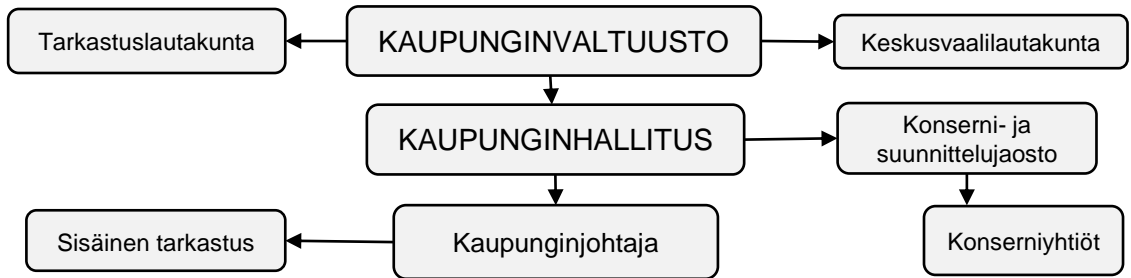 Tarkastuslautakunta
KAUPUNGINVALTUUSTO
Keskusvaalilautakunta
KAUPUNGINHALLITUS
Konserni- ja
suunnittelujaosto
Sisäinen tarkastus
Kaupunginjohtaja
Konserniyhtiöt